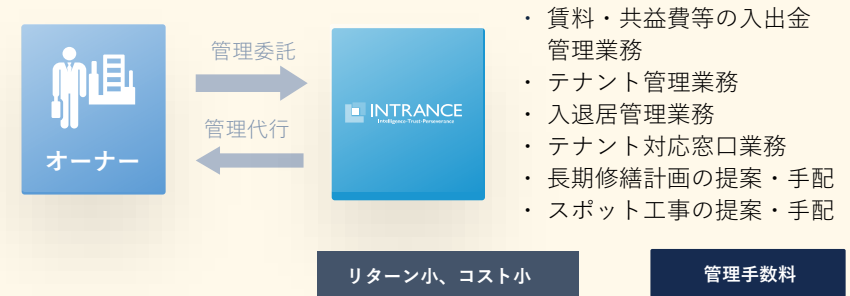 管理委託
管理代行
オーナー
INTRANCE
Intelligence·Trust·Perseverance
・ 賃料・共益費等の入出金
管理業務
・ テナント管理業務
・ 入退居管理業務
・ テナント対応窓口業務
・ 長期修繕計画の提案・手配
・ スポット工事の提案・手配
リターン小、コスト小
管理手数料